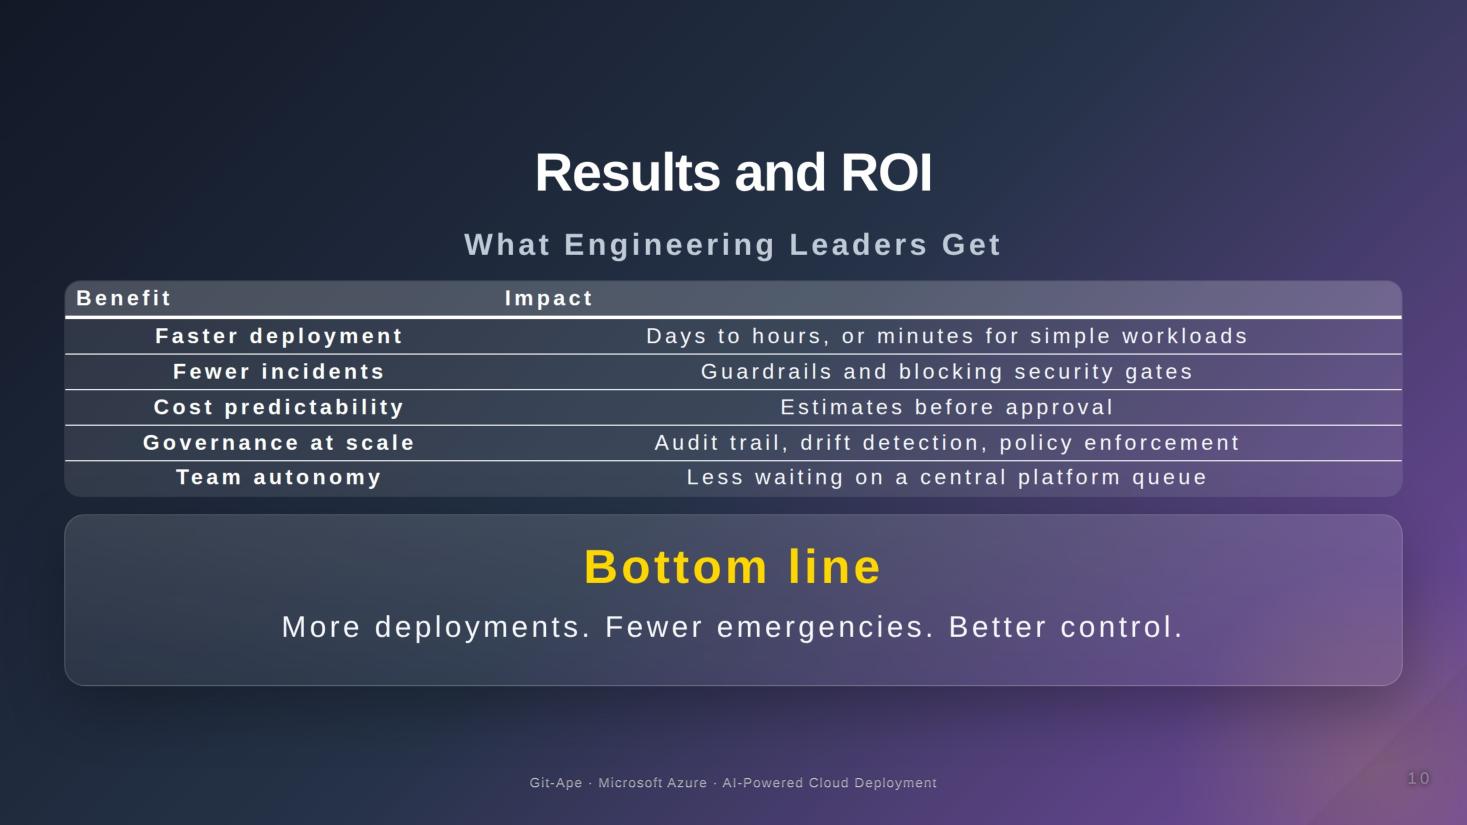 Results and ROI
What Engineering Leaders Get
Benefit Impact
Faster deployment Days to hours, or minutes for simple workloads
Fewer incidents Guardrails and blocking security gates
Cost predictability Estimates before approval
Governance at scale Audit trail, drift detection, policy enforcement
Team autonomy Less waiting on a central platform queue
Bottom line
More deployments. Fewer emergencies. Better control.
Git-Ape · Microsoft Azure · AI-Powered Cloud Deployment
10